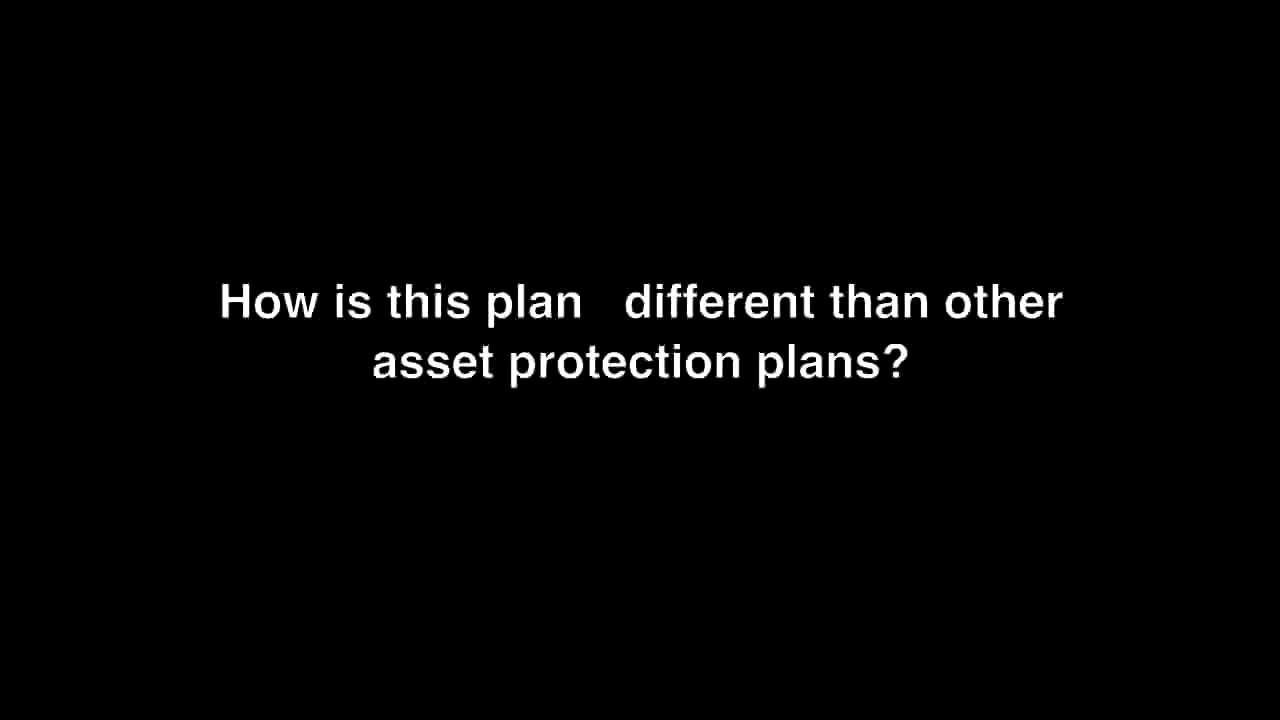 How is this plan   different than other
asset protection plans?